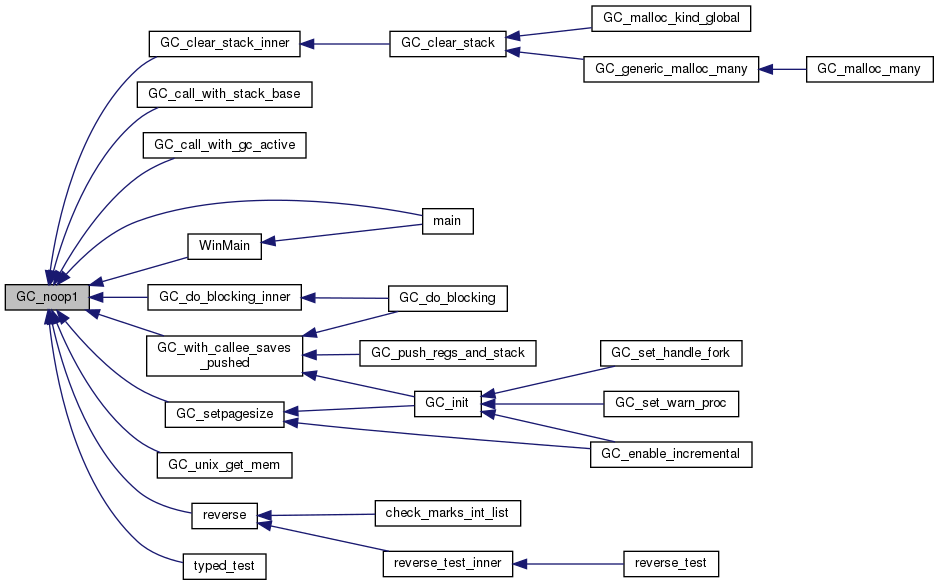 GC_malloc_kind_global
GC_clear_stack_inner
GC_clear_stack
GC_generic_malloc_many
GC_malloc_many
GC_call_with_stack_base
GC_call_with_gc_active
main
WinMain
GC_noop1
GC_do_blocking_inner
GC_do_blocking
GC_with_callee_saves
_pushed
GC_push_regs_and_stack
GC_set_handle_fork
GC_init
GC_set_warn_proc
GC_setpagesize
GC_enable_incremental
GC_unix_get_mem
reverse
check_marks_int_list
reverse_test_inner
reverse_test
typed_test